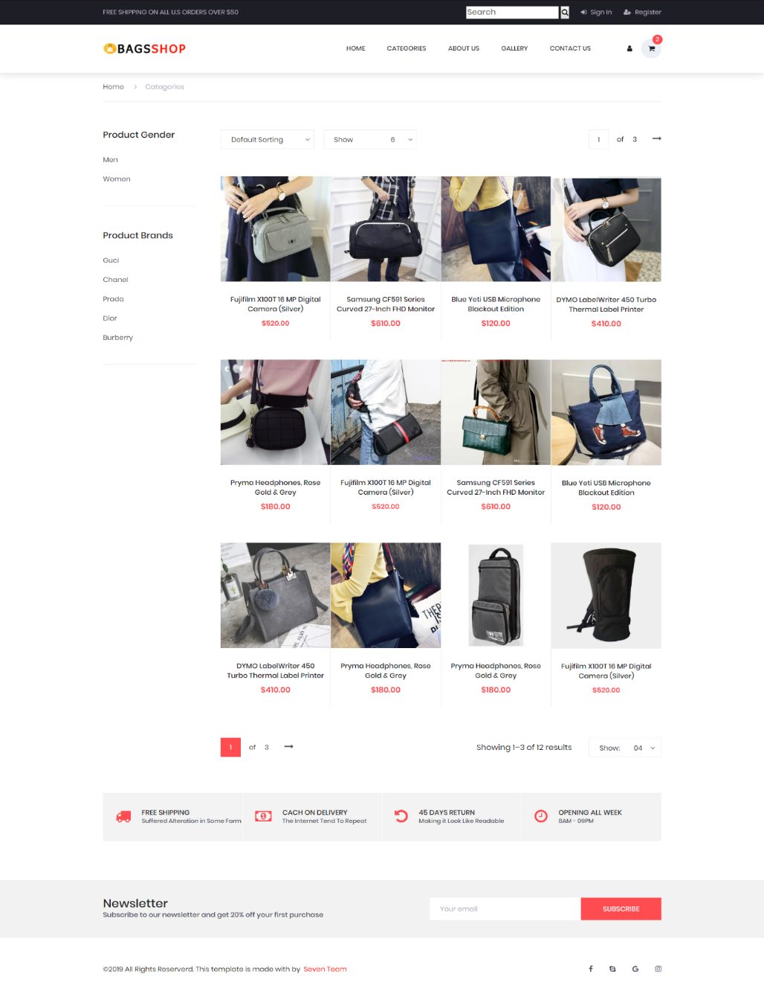 FREE SHIPPING ON ALL U.S ORDERS OVER $50
Search
Sign In
Register
BAGSSHOP
HOME
CATEGORIES
ABOUT US
GALLERY
CONTACT US
2
Home
Categories
Product Gender
Men
Women
Product Brands
Guci
Chanel
Prada
Dior
Burberry
Default Sorting
Show 6
1 of 3
Fujifilm X100T 16 MP Digital
Camera (Silver)
$520.00
Samsung CF591 Series
Curved 27-Inch FHD Monitor
$610.00
Blue Yeti USB Microphone
Blackout Edition
$120.00
DYMO LabelWriter 450 Turbo
Thermal Label Printer
$410.00
Pryma Headphones, Rose
Gold & Grey
$180.00
Fujifilm X100T 16 MP Digital
Camera (Silver)
$520.00
Samsung CF591 Series
Curved 27-Inch FHD Monitor
$610.00
Blue Yeti USB Microphone
Blackout Edition
$120.00
DYMO LabelWriter 450
Turbo Thermal Label Printer
$410.00
Pryma Headphones, Rose
Gold & Grey
$180.00
Pryma Headphones, Rose
Gold & Grey
$180.00
Fujifilm X100T 16 MP Digital
Camera (Silver)
$520.00
1 of 3
Showing 1–3 of 12 results
Show: 04
FREE SHIPPING
Suffered Alteration in Some Form
CACH ON DELIVERY
The Internet Tend To Repeat
45 DAYS RETURN
Making it Look Like Readable
OPENING ALL WEEK
8AM - 09PM
Newsletter
Subscribe to our newsletter and get 20% off your first purchase
Your email
SUBSCRIBE
©2019 All Rights Reserverd. This template is made with by Seven Team